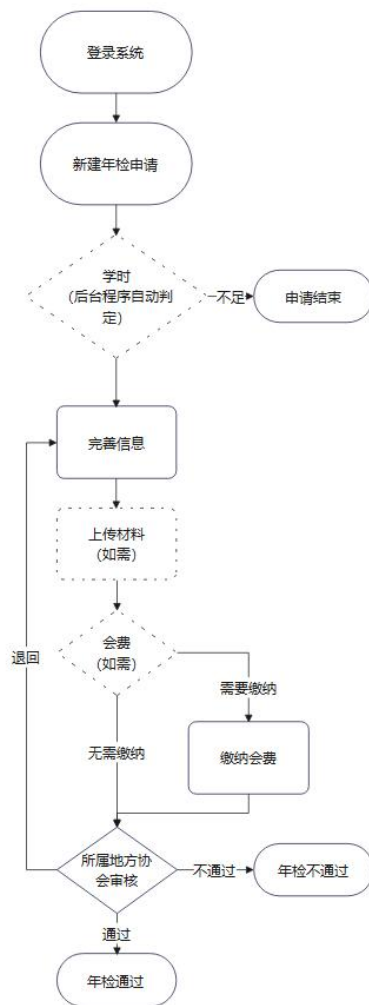 登录系统
新建年检申请
学时
（后台程序自动判
定）
不足
申请结束
完善信息
上传材料
（如需）
会费
（如需）
退回
需要缴纳
无需缴纳
缴纳会费
所属地方协
会审核
不通过
年检不通过
通过
年检通过